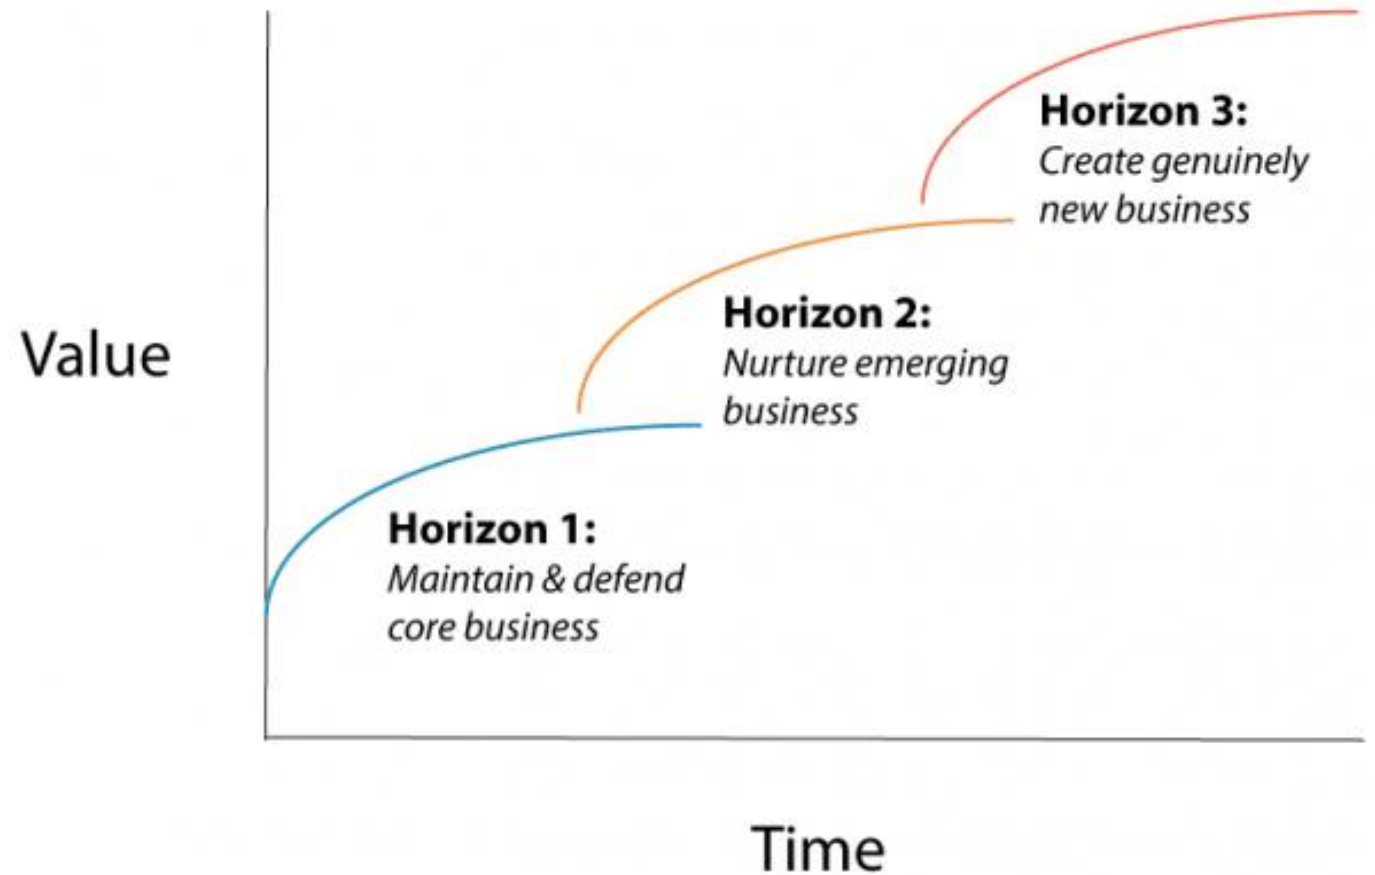 Horizon 3:
Create genuinely
new business
Horizon 2:
Nurture emerging
business
Value
Horizon 1:
Maintain & defend
core business
Time